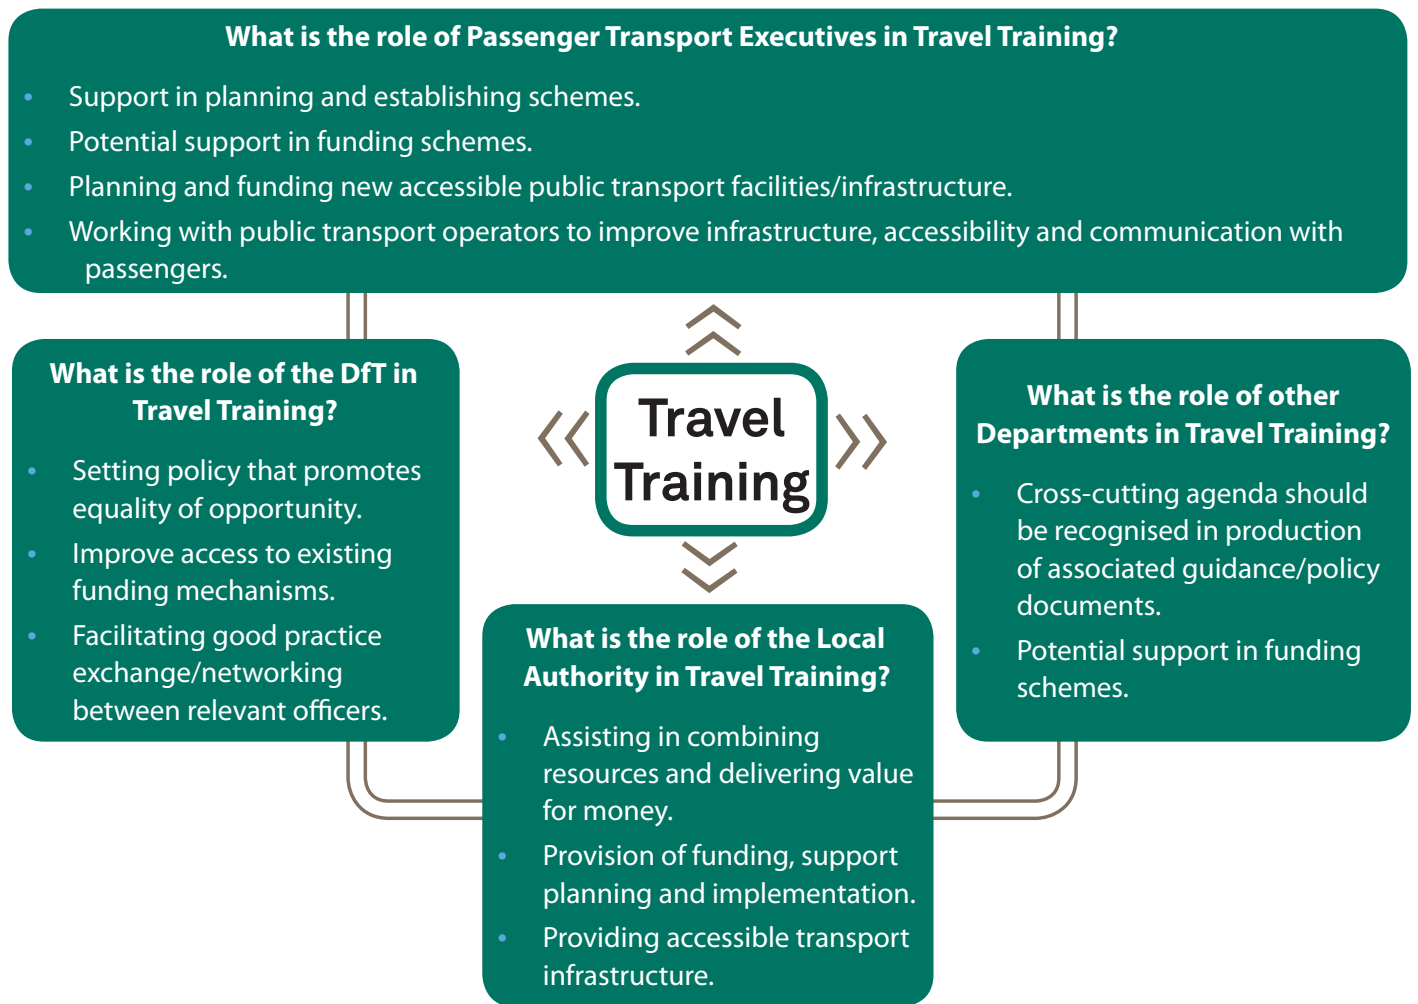 What is the role of Passenger Transport Executives in Travel Training?
• Support in planning and establishing schemes.
• Potential support in funding schemes.
• Planning and funding new accessible public transport facilities/infrastructure.
• Working with public transport operators to improve infrastructure, accessibility and communication with
passengers.
What is the role of the DfT in
Travel Training?
• Setting policy that promotes
equality of opportunity.
• Improve access to existing
funding mechanisms.
• Facilitating good practice
exchange/networking
between relevant officers.
Travel
Training
What is the role of other
Departments in Travel Training?
• Cross-cutting agenda should
be recognised in production
of associated guidance/policy
documents.
• Potential support in funding
schemes.
What is the role of the Local
Authority in Travel Training?
• Assisting in combining
resources and delivering value
for money.
• Provision of funding, support
planning and implementation.
• Providing accessible transport
infrastructure.